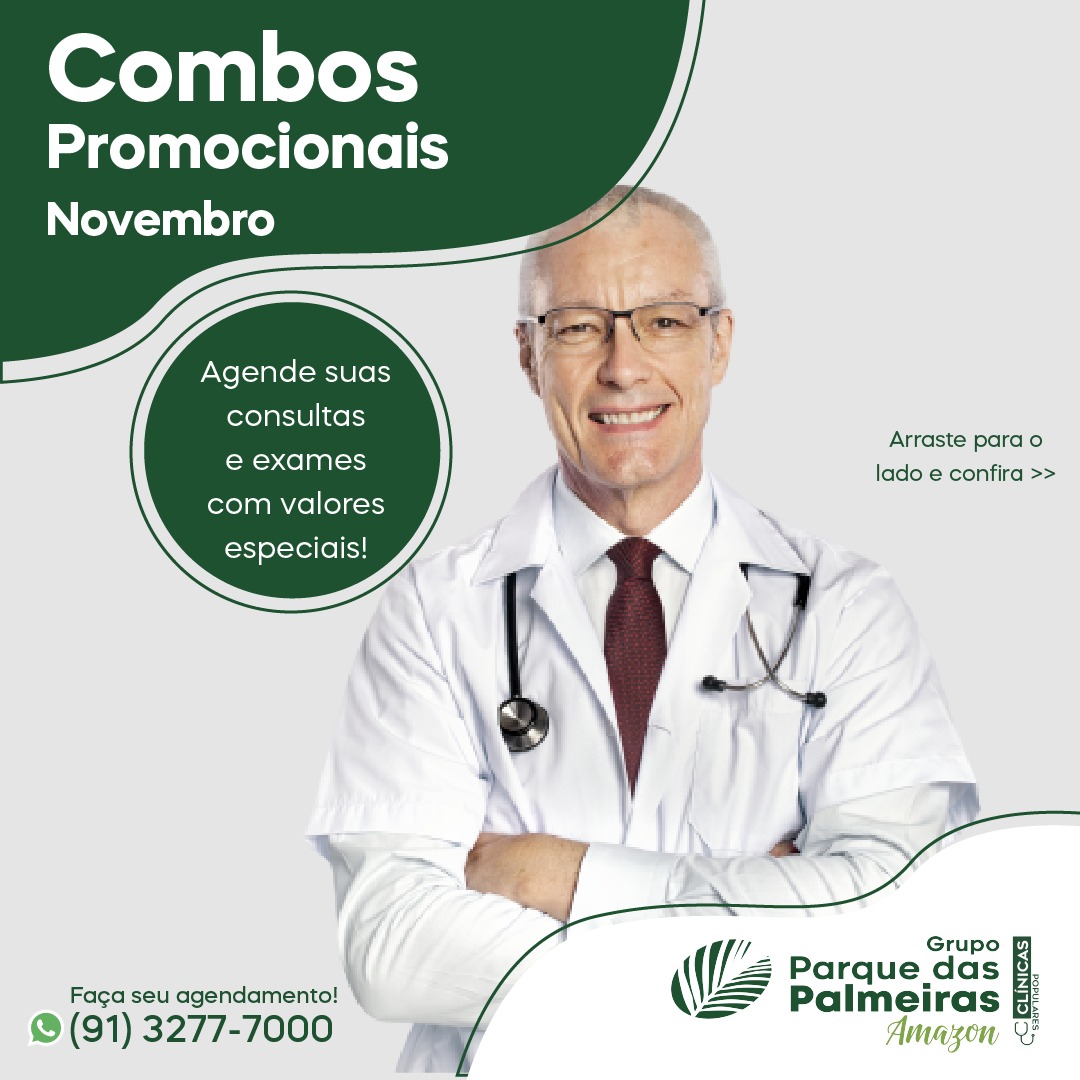 Combos
Promocionais
Novembro
Agende suas
consultas
e exames
com valores
especiais!
Arraste para o
lado e confira >>
Faça seu agendamento!
(91) 3277-7000
Grupo
Parque das
Palmeiras
Amazon
CLÍNICAS
POPULARES